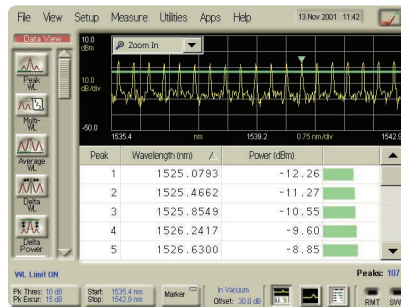 File View Setup Measure Utilities Apps Help 13 Nov 2001 11:42
Data View
Peak WL
Multi-WL
Average WL
Delta WL
Delta Power
10.0 dBm
Zoom In
10.0 dB/div
-50.0
1535.4 nm 1539.2 0.75 nm/div 1542.9
Peak Wavelength (nm) Power (dBm)
1 1525.0793 -12.26
2 1525.4662 -11.27
3 1525.8549 -10.55
4 1526.2417 -9.60
5 1526.6300 -8.85
WL Limit ON Peaks: 107
Pk Thres: 10 dB
Pk Excur: 15 dB
Start: 1535.4 nm
Stop: 1542.9 nm
Marker
In Vacuum
Offset: 30.0 dB
RMT SW